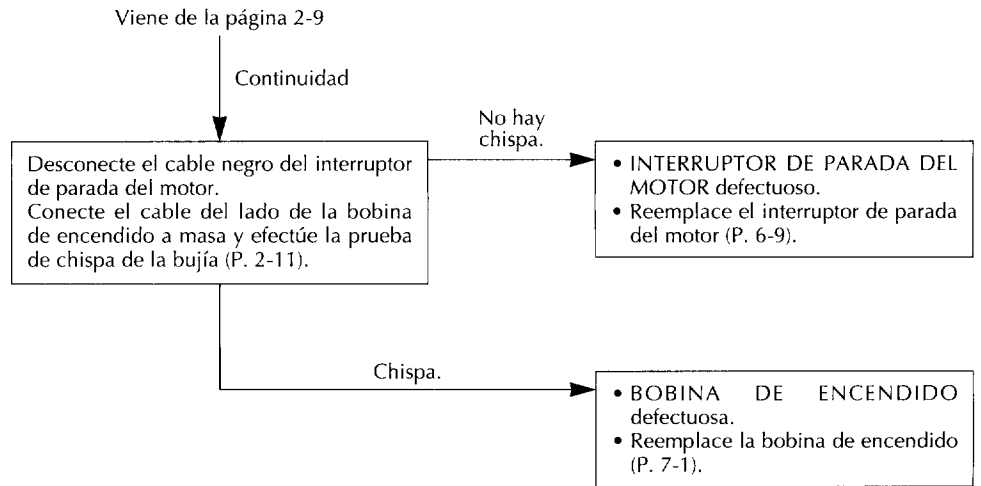 Viene de la página 2-9
Continuidad
No hay
chispa.
Desconecte el cable negro del interruptor
de parada del motor.
Conecte el cable del lado de la bobina
de encendido a masa y efectúe la prueba
de chispa de la bujía (P. 2-11).
• INTERRUPTOR DE PARADA DEL
MOTOR defectuoso.
• Reemplace el interruptor de parada
del motor (P. 6-9).
Chispa.
• BOBINA DE ENCENDIDO
defectuosa.
• Reemplace la bobina de encendido
(P. 7-1).